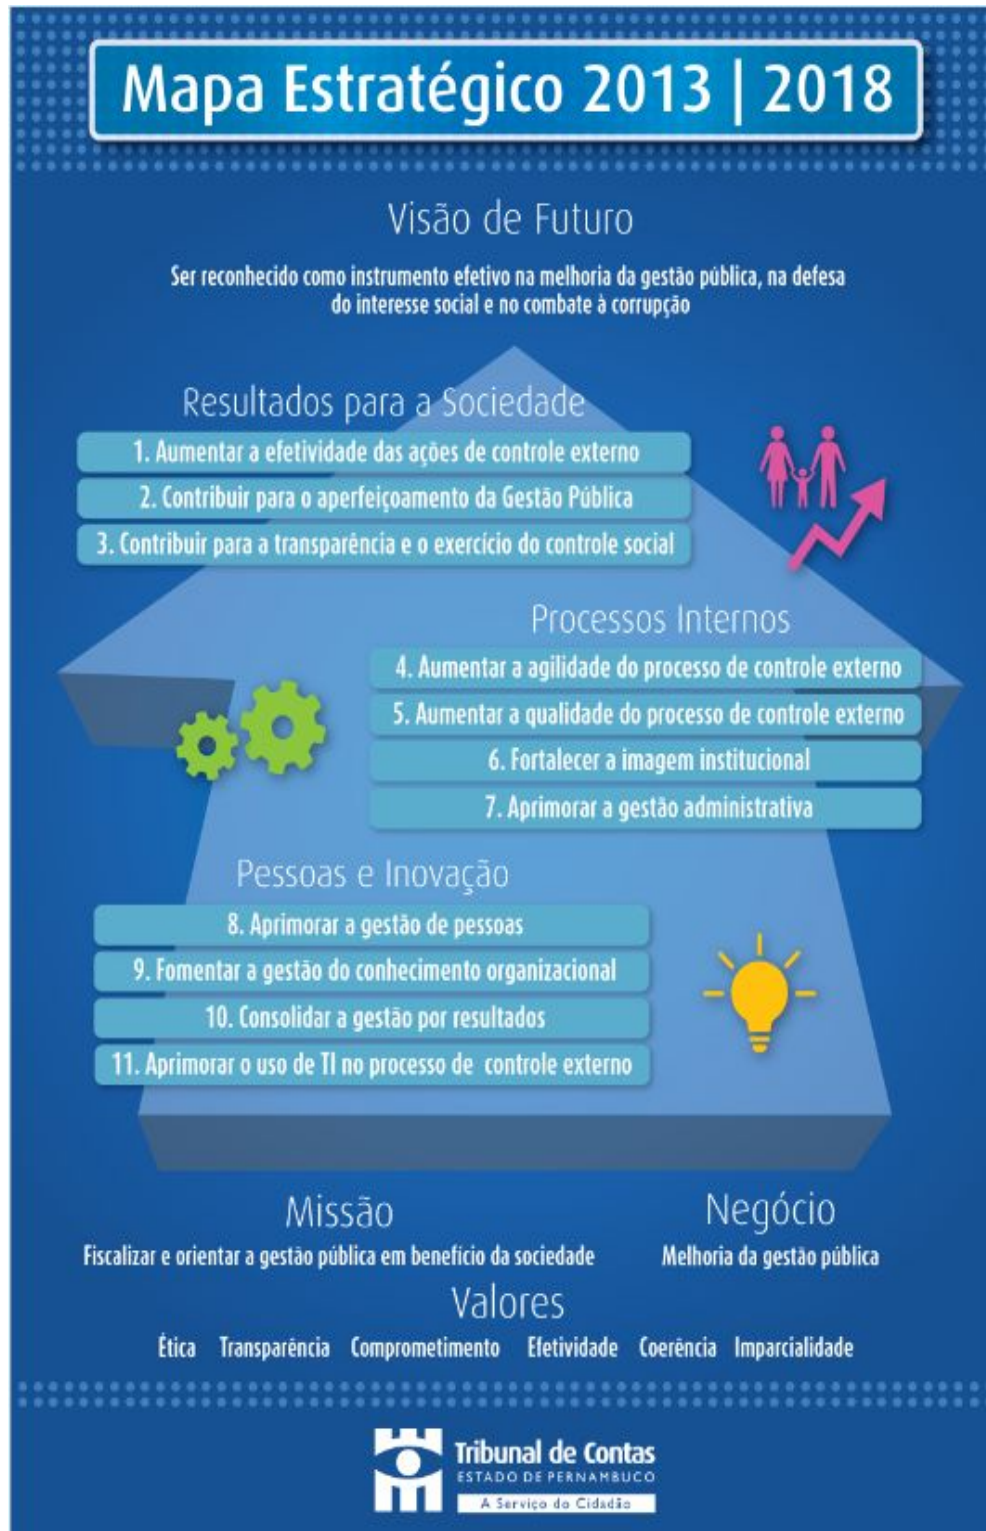 Mapa Estratégico 2013 | 2018
Visão de Futuro
Ser reconhecido como instrumento efetivo na melhoria da gestão pública, na defesa
do interesse social e no combate à corrupção
Resultados para a Sociedade
1. Aumentar a efetividade das ações de controle externo
2. Contribuir para o aperfeiçoamento da Gestão Pública
3. Contribuir para a transparência e o exercício do controle social
Processos Internos
4. Aumentar a agilidade do processo de controle externo
5. Aumentar a qualidade do processo de controle externo
6. Fortalecer a imagem institucional
7. Aprimorar a gestão administrativa
Pessoas e Inovação
8. Aprimorar a gestão de pessoas
9. Fomentar a gestão do conhecimento organizacional
10. Consolidar a gestão por resultados
11. Aprimorar o uso de TI no processo de controle externo
Missão
Fiscalizar e orientar a gestão pública em benefício da sociedade
Negócio
Melhoria da gestão pública
Valores
Ética Transparência Comprometimento Efetividade Coerência Imparcialidade
Tribunal de Contas
ESTADO DE PERNAMBUCO
A Serviço do Cidadão